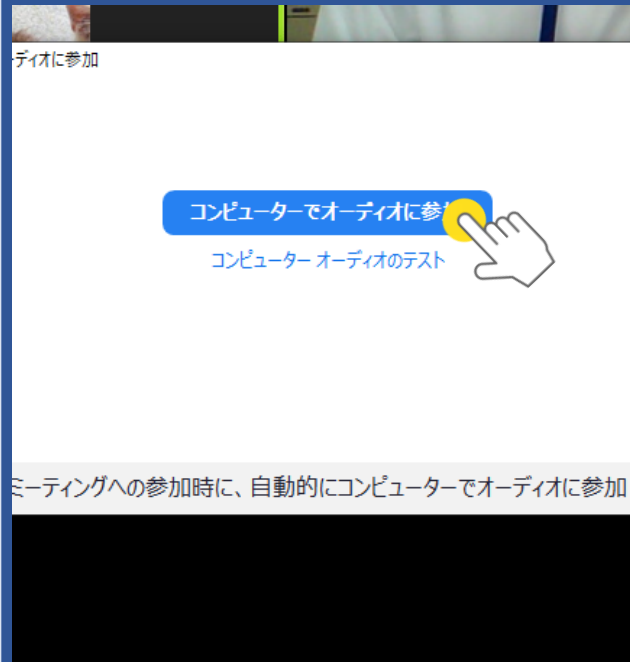 ーディオに参加
コンピューターでオーディオに参加
コンピューター オーディオのテスト
ミーティングへの参加時に、自動的にコンピューターでオーディオに参加